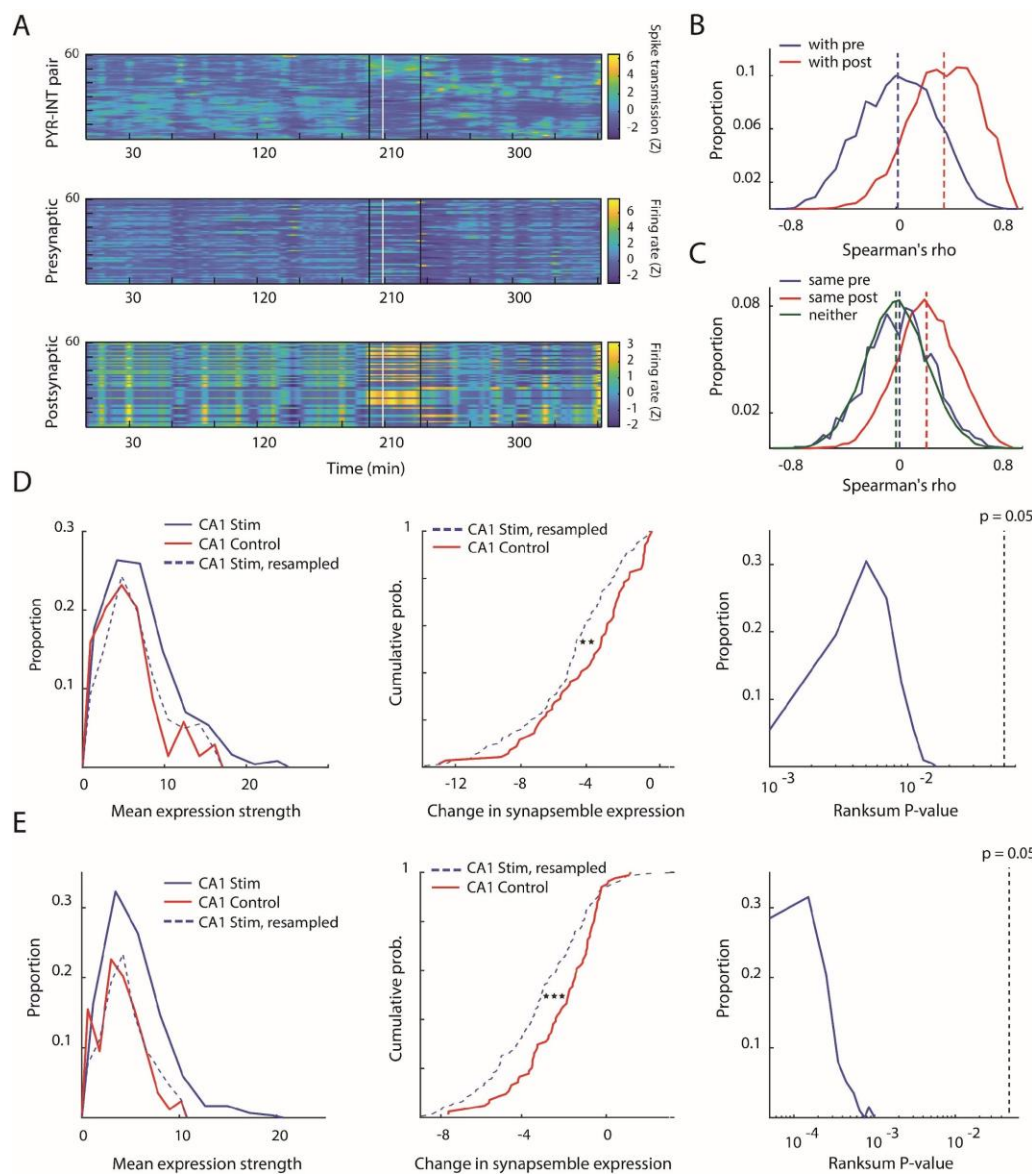 A
PYR-INT pair
60
30
120
210
300
6
4
2
0
-2
Spike transmission (Z)
Presynaptic
60
30
120
210
300
6
4
2
0
-2
Firing rate (Z)
Postsynaptic
60
30
120
210
300
3
2
1
0
-1
-2
Firing rate (Z)
Time (min)
B
with pre
with post
Proportion
0.1
0.06
0.02
-0.8
0
0.8
Spearman's rho
C
same pre
same post
neither
Proportion
0.08
0.02
-0.8
0
0.8
Spearman's rho
D
CA1 Stim
CA1 Control
CA1 Stim, resampled
Proportion
0.3
0.2
0.1
0
10
20
Mean expression strength
CA1 Stim, resampled
CA1 Control
Cumulative prob.
1
**
-12
-8
-4
0
Change in synapsemble expression
p = 0.05
Proportion
0.3
0.2
0.1
10-3
10-2
Ranksum P-value
E
CA1 Stim
CA1 Control
CA1 Stim, resampled
Proportion
0.3
0.2
0.1
0
10
20
Mean expression strength
CA1 Stim, resampled
CA1 Control
Cumulative prob.
1
***
-8
-4
0
Change in synapsemble expression
p = 0.05
Proportion
0.3
0.2
0.1
10-4
10-3
10-2
Ranksum P-value